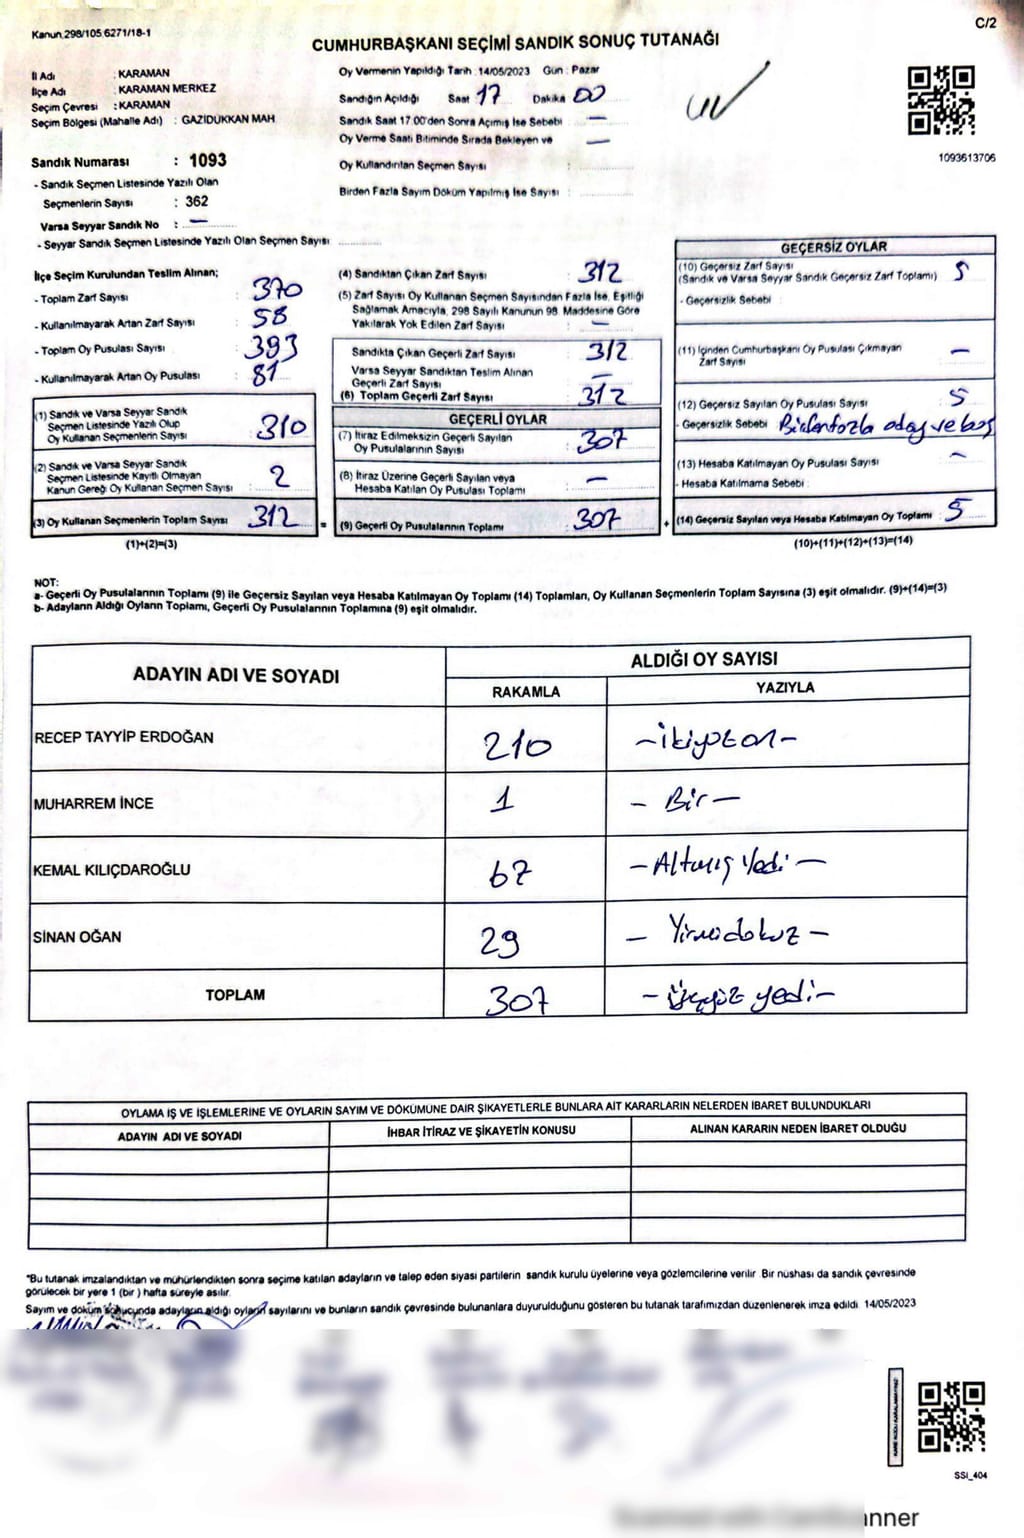 Kanun,298/105 6271/18-1
C/2
CUMHURBAŞKANI SEÇİMİ SANDIK SONUÇ TUTANAĞI
İl Adı : KARAMAN
İlçe Adı : KARAMAN MERKEZ
Seçim Çevresi : KARAMAN
Seçim Bölgesi (Mahalle Adı) : GAZİDÜKKAN MAH.
Sandık Numarası : 1093
- Sandık Seçmen Listesinde Yazılı Olan
Seçmenlerin Sayısı : 362
Varsa Seyyar Sandık No : —
- Seyyar Sandık Seçmen Listesinde Yazılı Olan Seçmen Sayısı
Oy Vermenin Yapıldığı Tarih : 14/05/2023 Gün : Pazar
Sandığın Açıldığı Saat 17 Dakika 00
Sandık Saat 17.00'den Sonra Açımış İse Sebebi —
Oy Verme Saati Bitiminde Sırada Bekleyen ve —
Oy Kullandırılan Seçmen Sayısı :
Birden Fazla Sayım Döküm Yapılmış İse Sayısı :
1093613706
İlçe Seçim Kurulundan Teslim Alınan;
- Toplam Zarf Sayısı : 370
- Kullanılmayarak Artan Zarf Sayısı : 58
- Toplam Oy Pusulası Sayısı : 393
- Kullanılmayarak Artan Oy Pusulası : 81
(1) Sandık ve Varsa Seyyar Sandık
Seçmen Listesinde Yazılı Olup
Oy Kullanan Seçmenlerin Sayısı : 310
(2) Sandık ve Varsa Seyyar Sandık
Seçmen Listesinde Kayıtlı Olmayan
Kanun Gereği Oy Kullanan Seçmen Sayısı : 2
(3) Oy Kullanan Seçmenlerin Toplam Sayısı : 312
(1)+(2)=(3)
(4) Sandıktan Çıkan Zarf Sayısı : 312
(5) Zarf Sayısı Oy Kullanan Seçmen Sayısından Fazla İse, Eşitliği
Sağlamak Amacıyla, 298 Sayılı Kanunun 98. Maddesine Göre
Yakılarak Yok Edilen Zarf Sayısı : —
Sandıkta Çıkan Geçerli Zarf Sayısı : 312
Varsa Seyyar Sandıktan Teslim Alınan
Geçerli Zarf Sayısı : —
(6) Toplam Geçerli Zarf Sayısı : 312
GEÇERLİ OYLAR
(7) İtiraz Edilmeksizin Geçerli Sayılan
Oy Pusulalarının Sayısı : 307
(8) İtiraz Üzerine Geçerli Sayılan veya
Hesaba Katılan Oy Pusulası Toplamı : —
= (9) Geçerli Oy Pusulalarının Toplamı : 307
GEÇERSİZ OYLAR
(10) Geçersiz Zarf Sayısı
(Sandık ve Varsa Seyyar Sandık Geçersiz Zarf Toplamı) : 5
- Geçersizlik Sebebi :
(11) İçinden Cumhurbaşkanı Oy Pusulası Çıkmayan
Zarf Sayısı : —
(12) Geçersiz Sayılan Oy Pusulası Sayısı : 5
- Geçersizlik Sebebi : Birden fazla aday ve boş
(13) Hesaba Katılmayan Oy Pusulası Sayısı : —
- Hesaba Katılmama Sebebi :
+ (14) Geçersiz Sayılan veya Hesaba Katılmayan Oy Toplamı : 5
(10)+(11)+(12)+(13)=(14)
NOT:
a- Geçerli Oy Pusulalarının Toplamı (9) ile Geçersiz Sayılan veya Hesaba Katılmayan Oy Toplamı (14) Toplamları, Oy Kullanan Seçmenlerin Toplam Sayısına (3) eşit olmalıdır. (9)+(14)=(3)
b- Adayların Aldığı Oyların Toplamı, Geçerli Oy Pusulalarının Toplamına (9) eşit olmalıdır.
ADAYIN ADI VE SOYADI
ALDIĞI OY SAYISI
RAKAMLA YAZIYLA
RECEP TAYYİP ERDOĞAN 210 -ikiyüzon-
MUHARREM İNCE 1 - Bir -
KEMAL KILIÇDAROĞLU 67 - Altmış Yedi -
SİNAN OĞAN 29 - Yirmidokuz -
TOPLAM 307 - Üçyüz yedi -
OYLAMA İŞ VE İŞLEMLERİNE VE OYLARIN SAYIM VE DÖKÜMÜNE DAİR ŞİKAYETLERLE BUNLARA AİT KARARLARIN NELERDEN İBARET BULUNDUKLARI
ADAYIN ADI VE SOYADI İHBAR İTİRAZ VE ŞİKAYETİN KONUSU ALINAN KARARIN NEDEN İBARET OLDUĞU
*Bu tutanak imzalandıktan ve mühürlendikten sonra seçime katılan adayların ve talep eden siyasi partilerin sandık kurulu üyelerine veya gözlemcilerine verilir. Bir nüshası da sandık çevresinde
görülecek bir yere 1 (bir) hafta süreyle asılır.
Sayım ve döküm sonucunda adayların aldığı oyların sayılarını ve bunların sandık çevresinde bulunanlara duyurulduğunu gösteren bu tutanak tarafımızdan düzenlenerek imza edildi. 14/05/2023
SSI_404